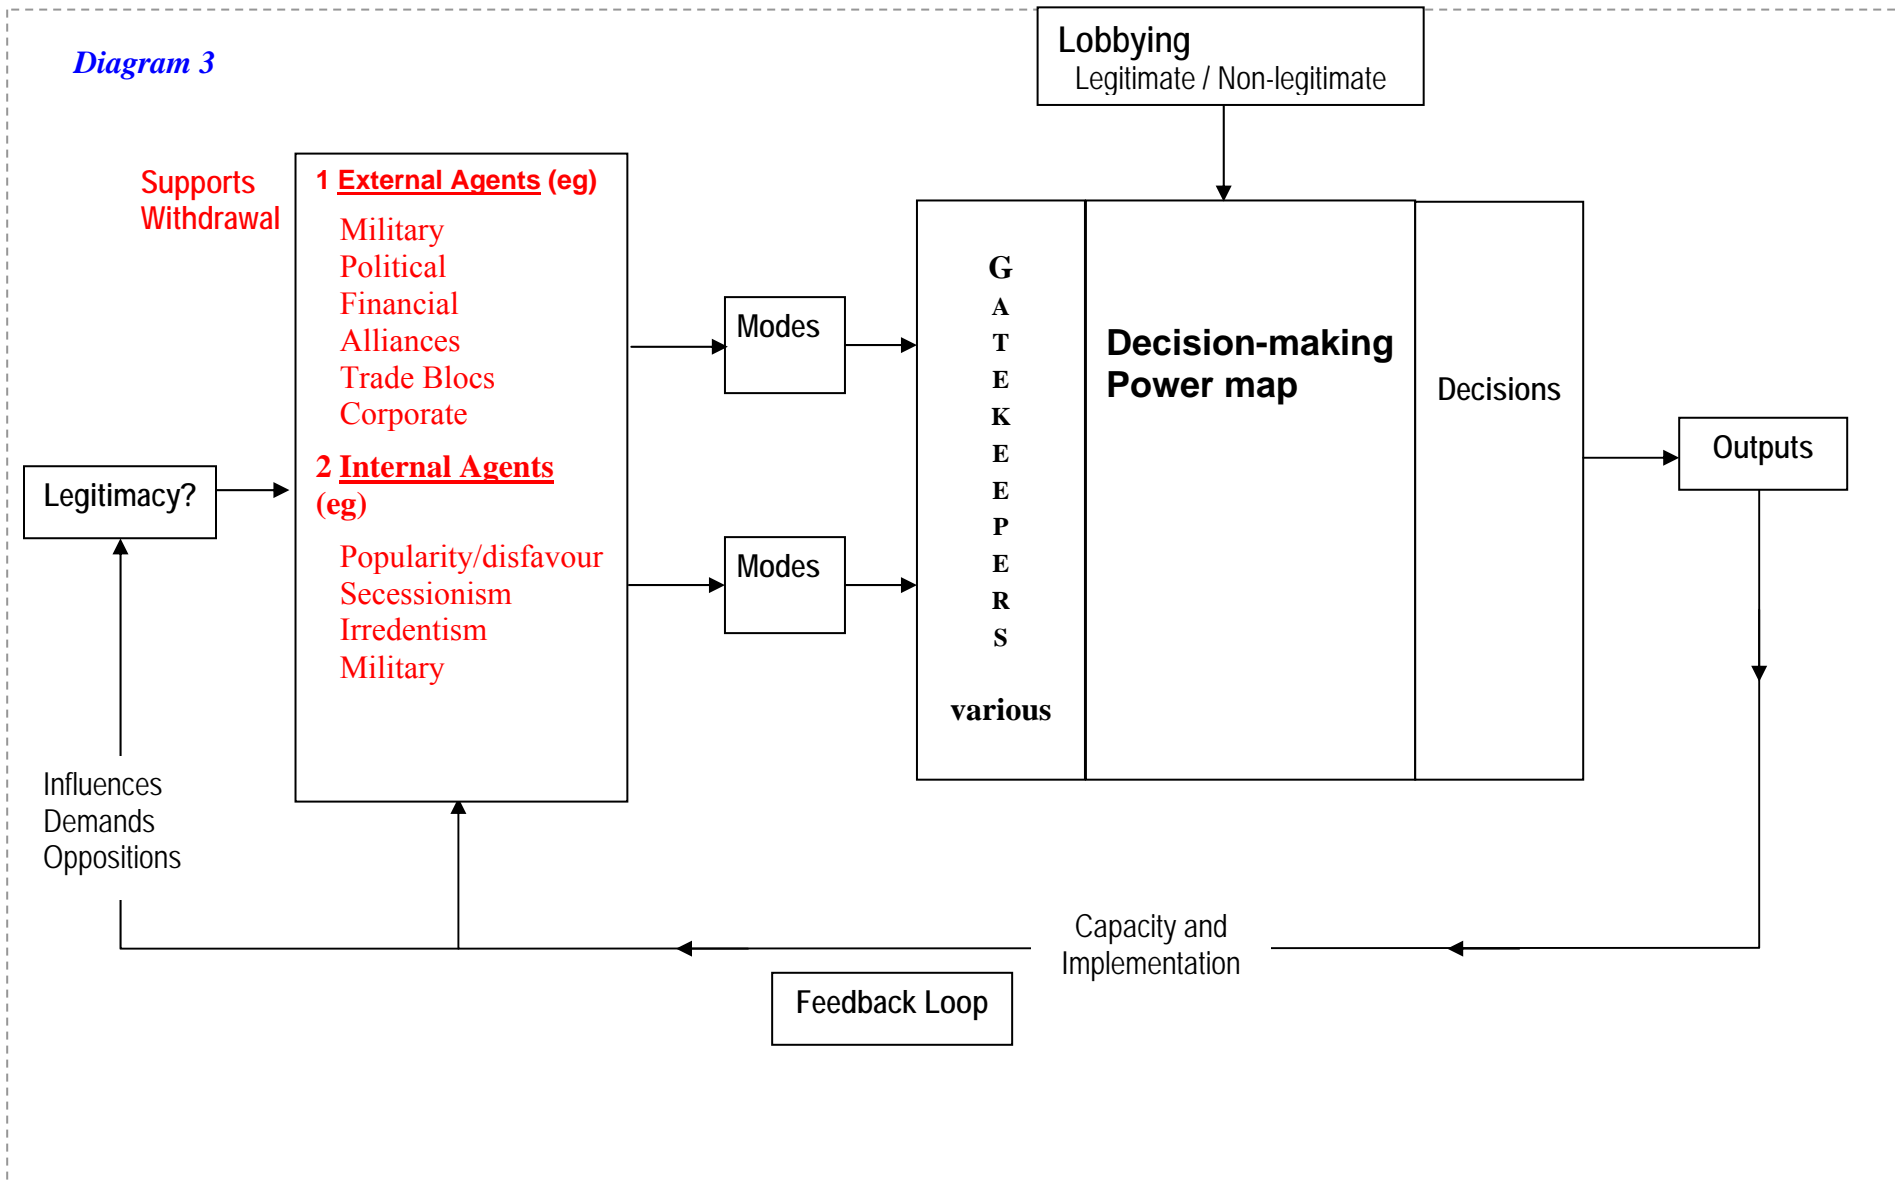 Diagram 3
Lobbying
Legitimate / Non-legitimate
Supports
Withdrawal
1 External Agents (eg)
Military
Political
Financial
Alliances
Trade Blocs
Corporate
2 Internal Agents
(eg)
Popularity/disfavour
Secessionism
Irredentism
Military
Legitimacy?
Influences
Demands
Oppositions
Modes
Modes
G
A
T
E
K
E
E
P
E
R
S
various
Decision-making
Power map
Decisions
Outputs
Capacity and
Implementation
Feedback Loop